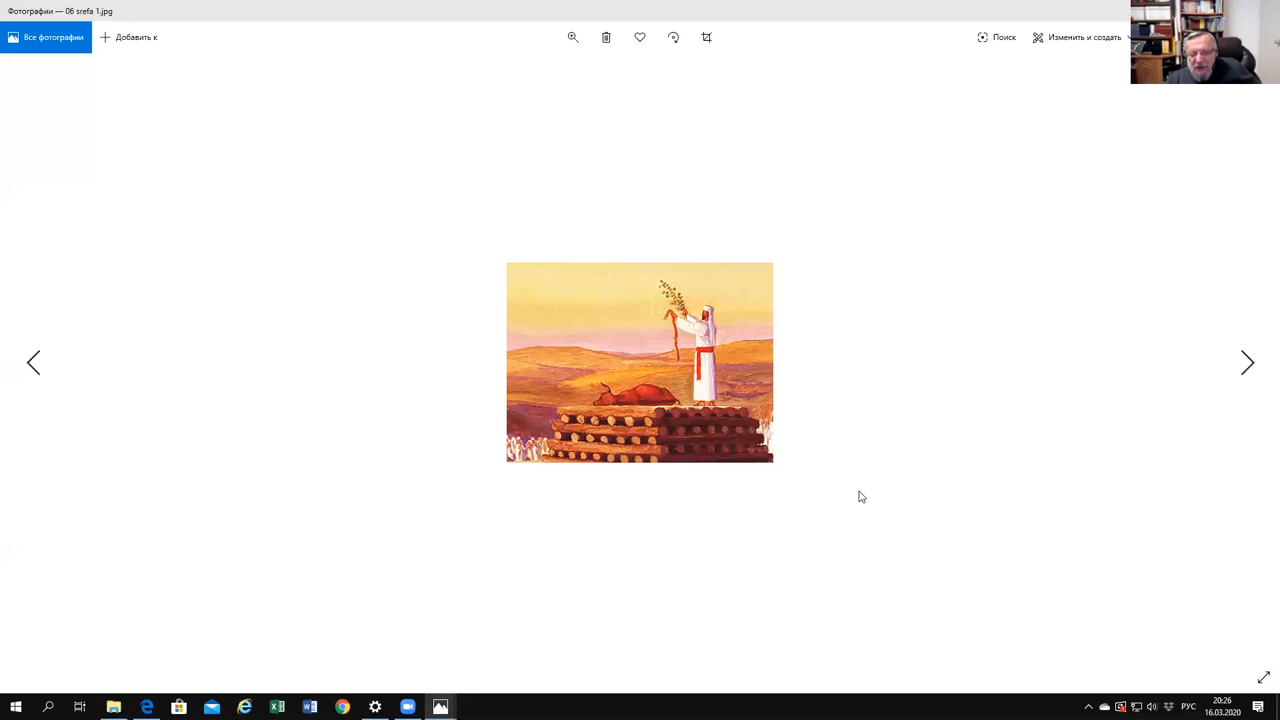 Фотографии — 06 srefa 1.jpg
Все фотографии
Добавить к
Поиск
Изменить и создать
20:26
РУС
16.03.2020